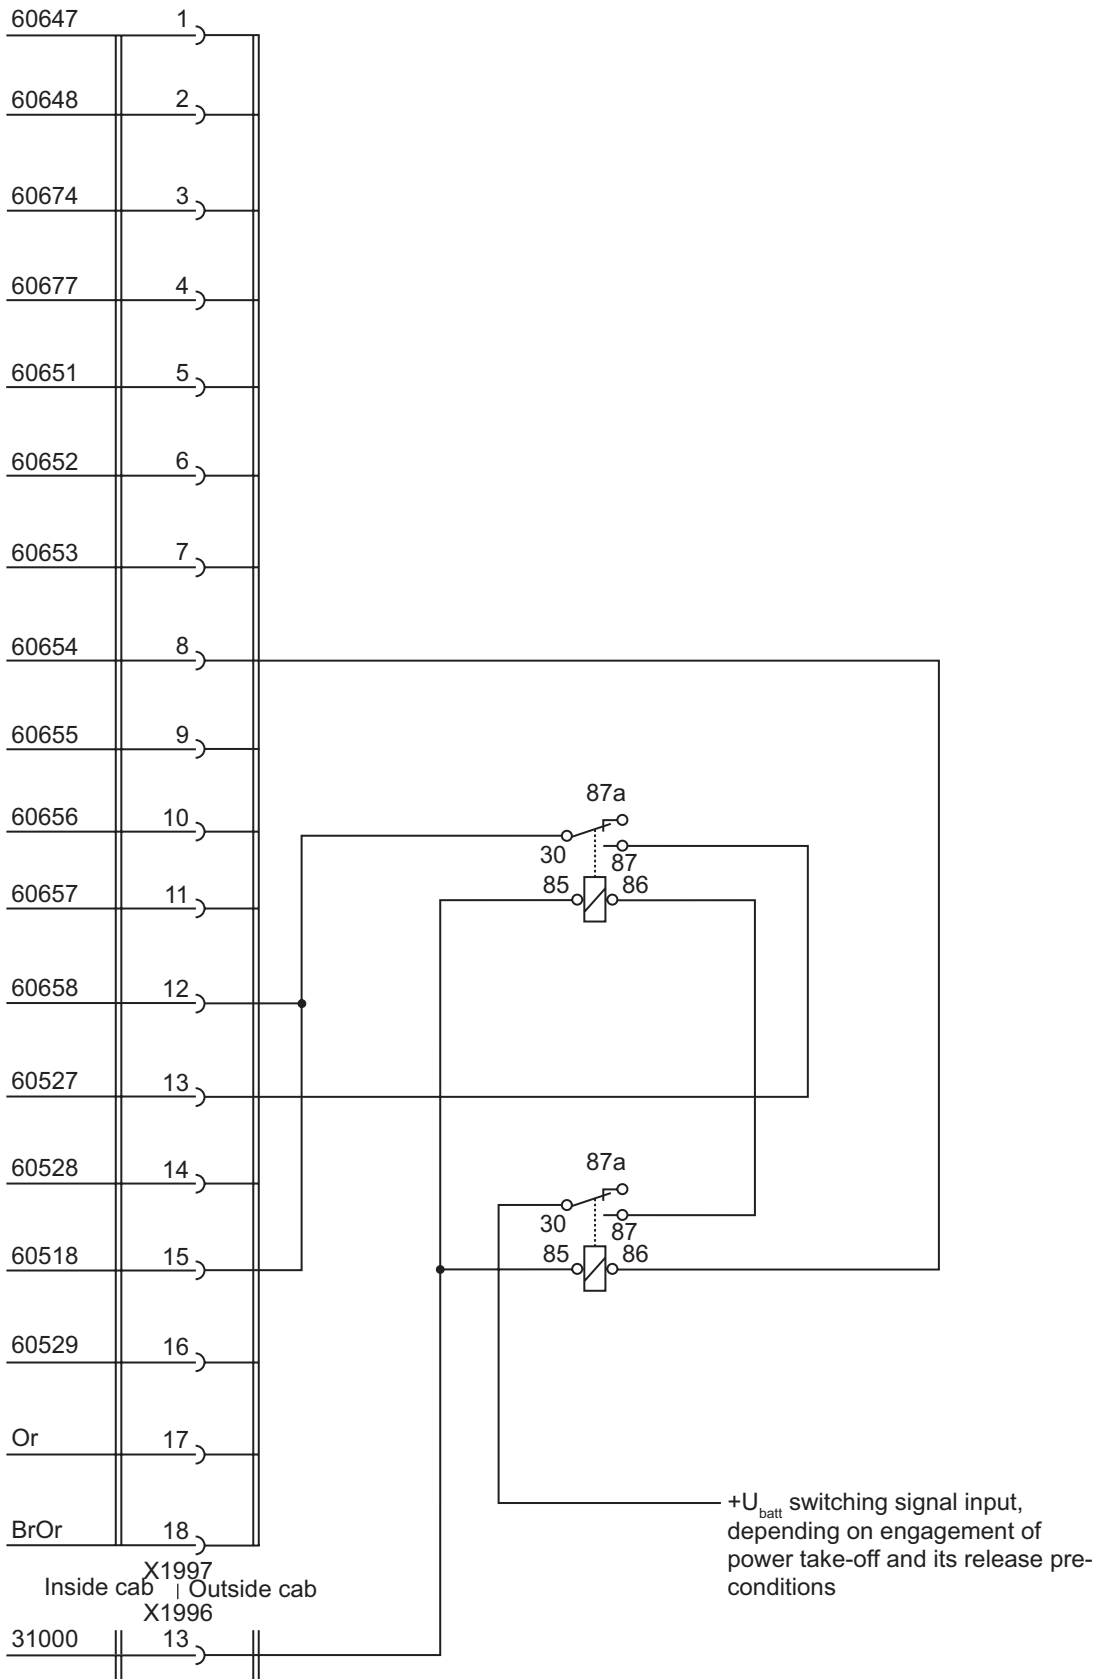 60647 1
60648 2
60674 3
60677 4
60651 5
60652 6
60653 7
60654 8
60655 9
87a
60656 10
30 87
85 86
60657 11
60658 12
60527 13
87a
60528 14
30 87
85 86
60518 15
60529 16
Or 17
+Ubatt switching signal input,
depending on engagement of
power take-off and its release pre-
conditions
BrOr 18
X1997
Inside cab | Outside cab
X1996
31000 13